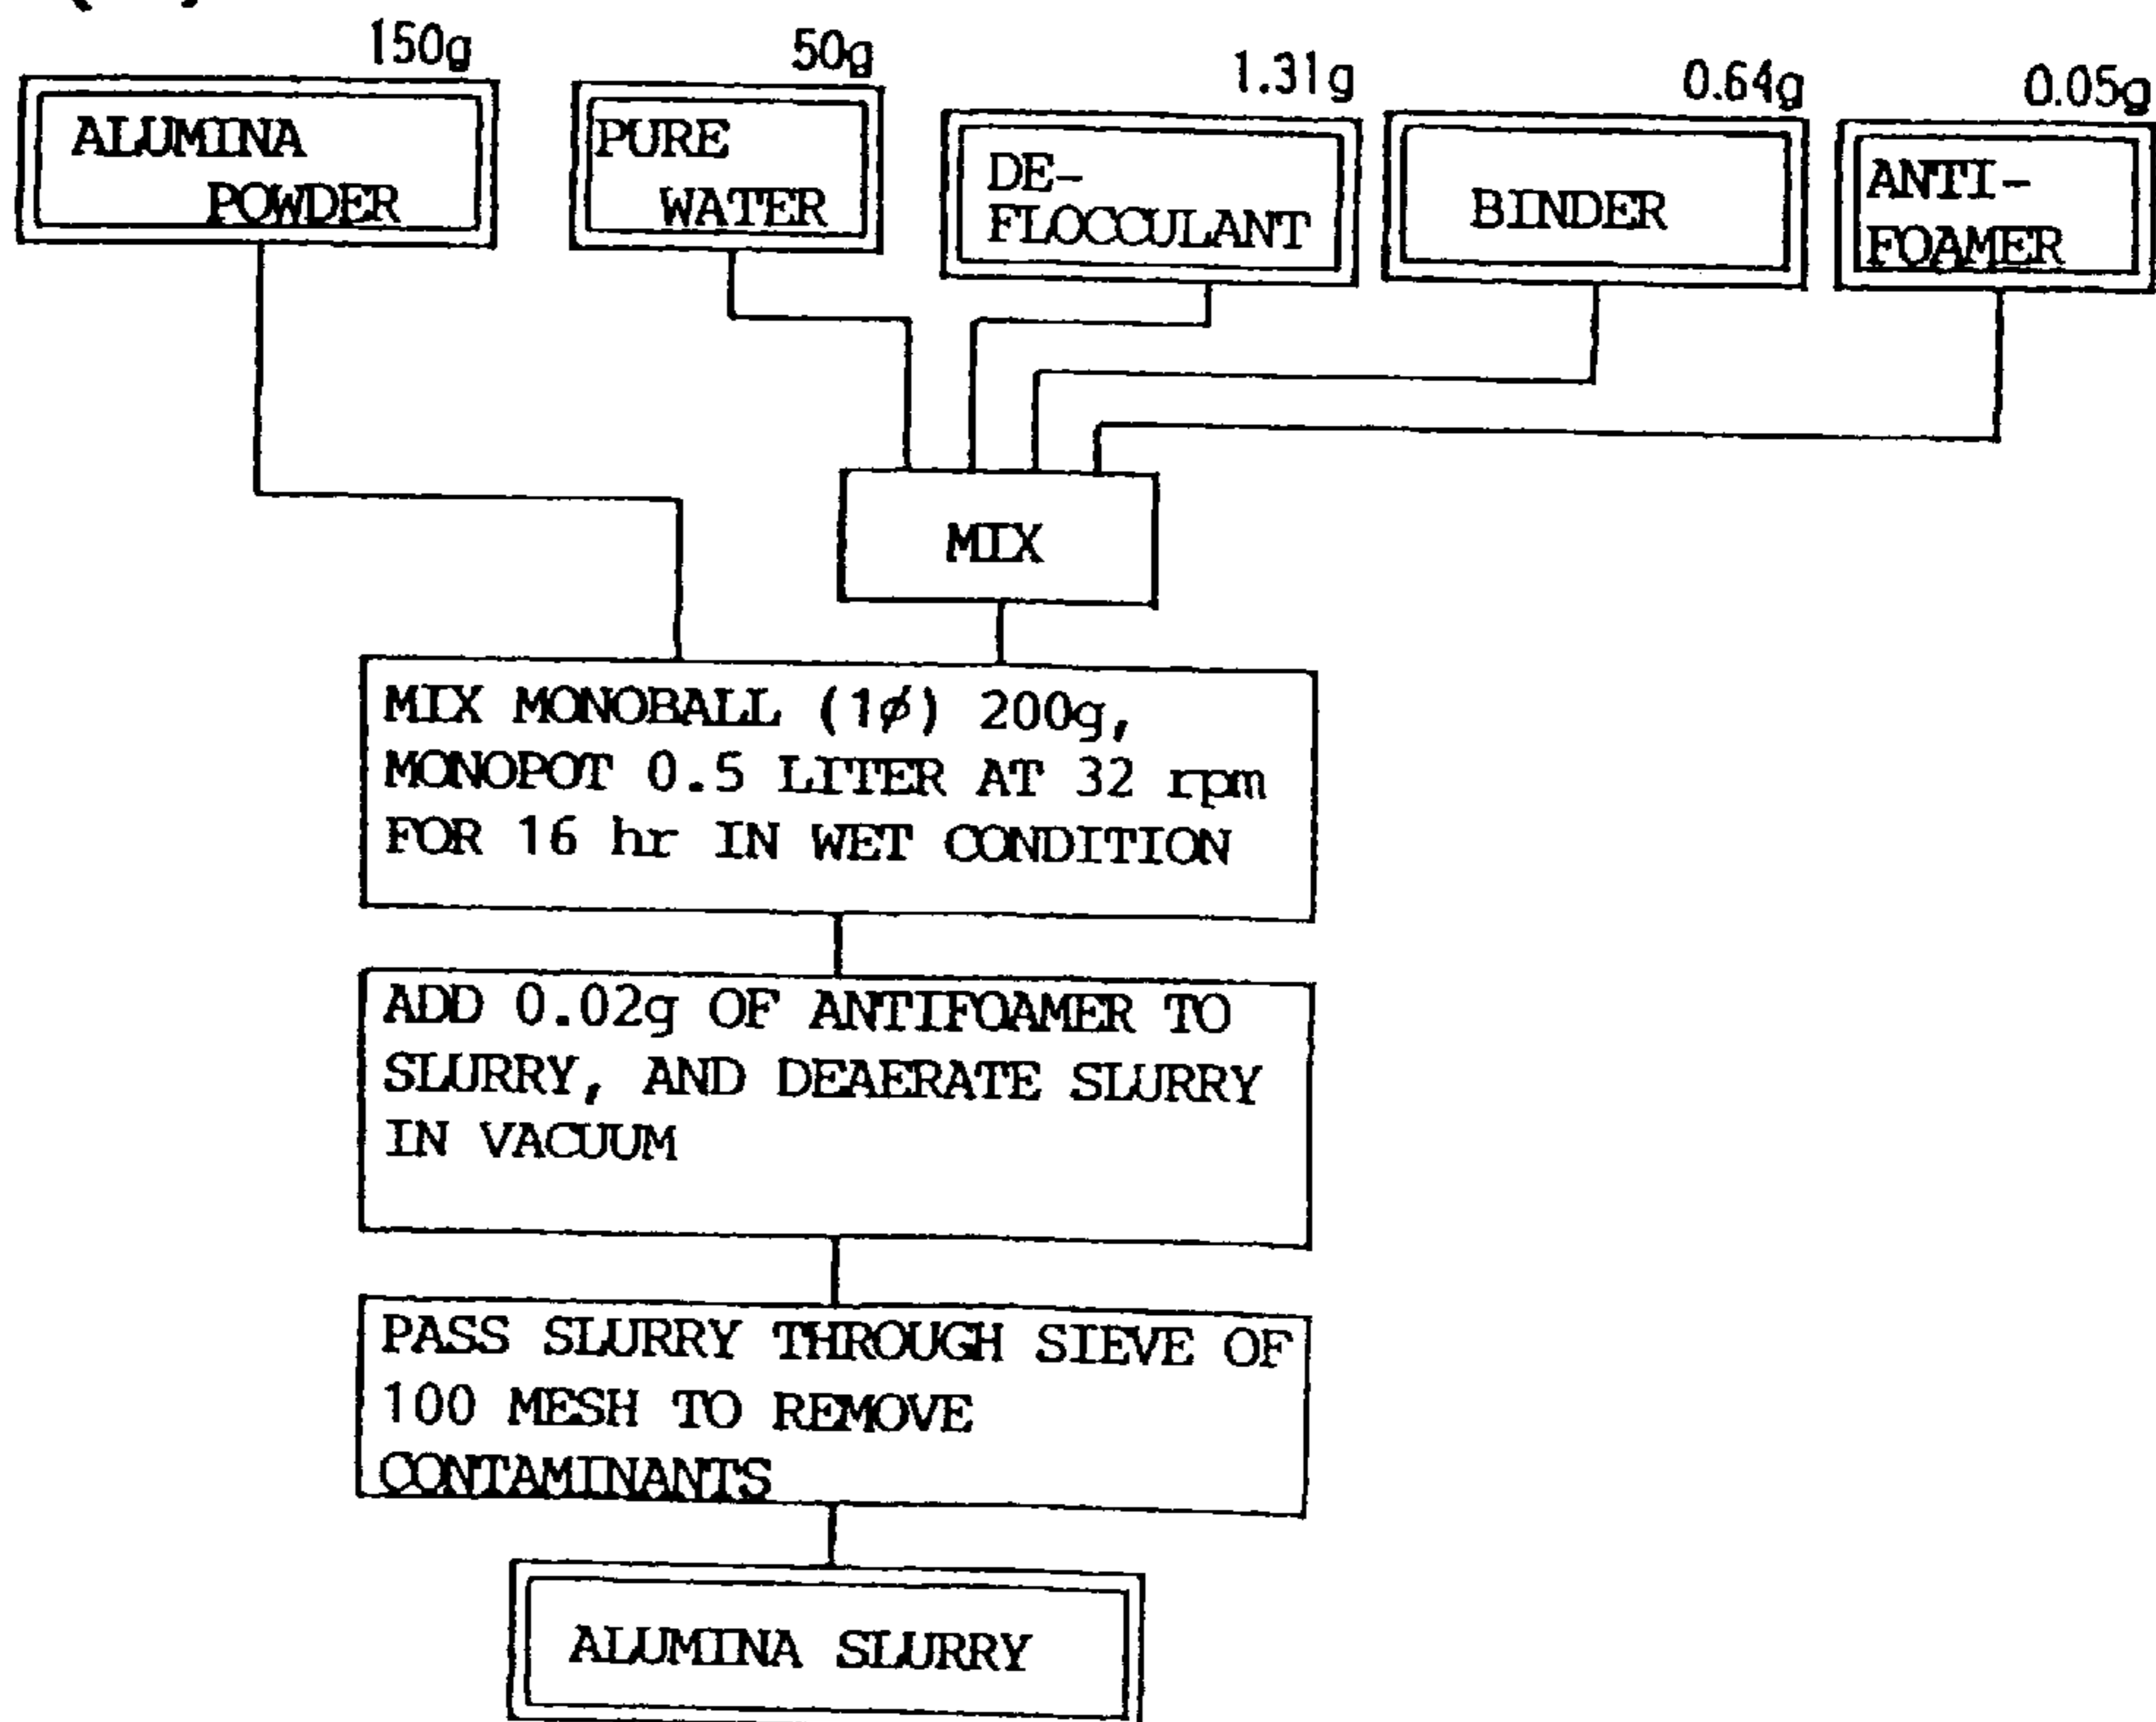 150g
ALUMINA
POWDER
50g
PURE
WATER
1.31g
DE-
FLOCCULANT
0.64g
BINDER
0.05g
ANTI-
FOAMER
MIX
MIX MONOBALL (1ø) 200g,
MONOPOT 0.5 LITER AT 32 rpm
FOR 16 hr IN WET CONDITION
ADD 0.02g OF ANTIFOAMER TO
SLURRY, AND DEAERATE SLURRY
IN VACUUM
PASS SLURRY THROUGH SIEVE OF
100 MESH TO REMOVE
CONTAMINANTS
ALUMINA SLURRY